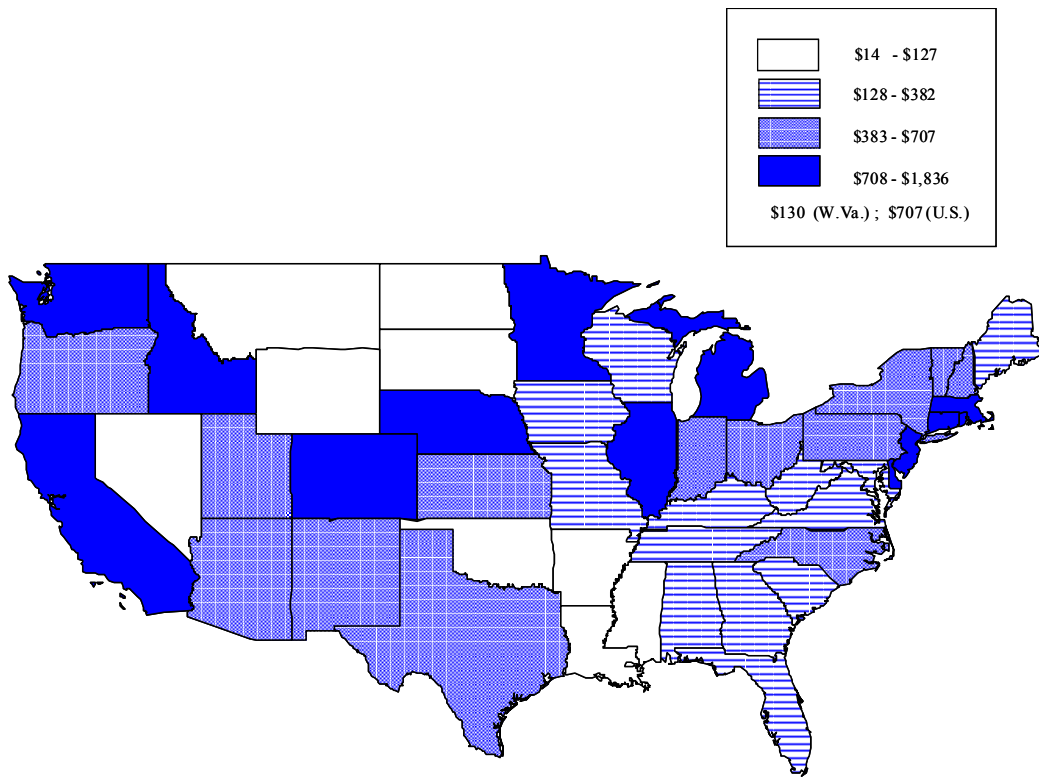 $14 - $127
$128 - $382
$383 - $707
$708 - $1,836
$130 (W.Va.) ; $707 (U.S.)